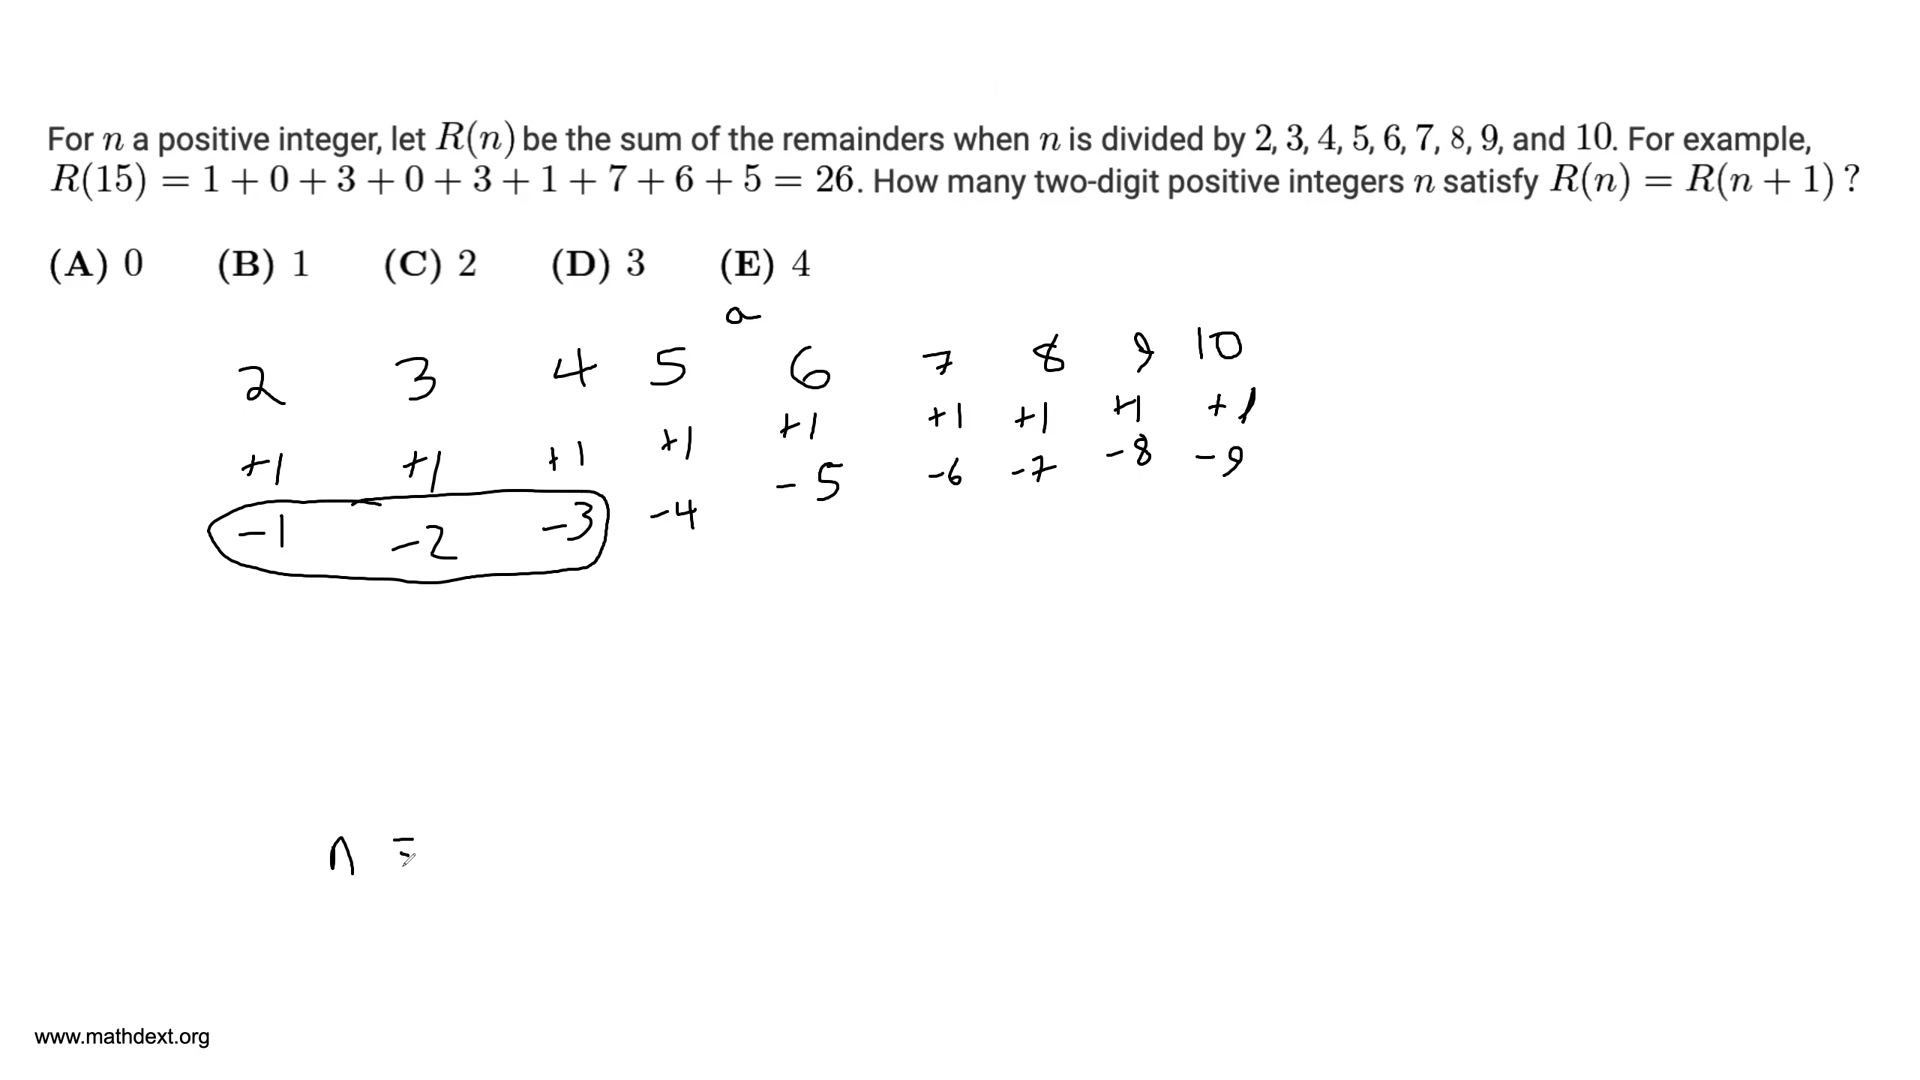 For n a positive integer, let R(n) be the sum of the remainders when n is divided by 2, 3, 4, 5, 6, 7, 8, 9, and 10. For example,
R(15) = 1 + 0 + 3 + 0 + 3 + 1 + 7 + 6 + 5 = 26. How many two-digit positive integers n satisfy R(n) = R(n + 1) ?
(A) 0 (B) 1 (C) 2 (D) 3 (E) 4
a
2 3 4 5 6 7 8 9 10
+1 +1 +1 +1 +1 +1 +1 +1 +1
-1 -2 -3 -4 -5 -6 -7 -8 -9
n =
www.mathdext.org